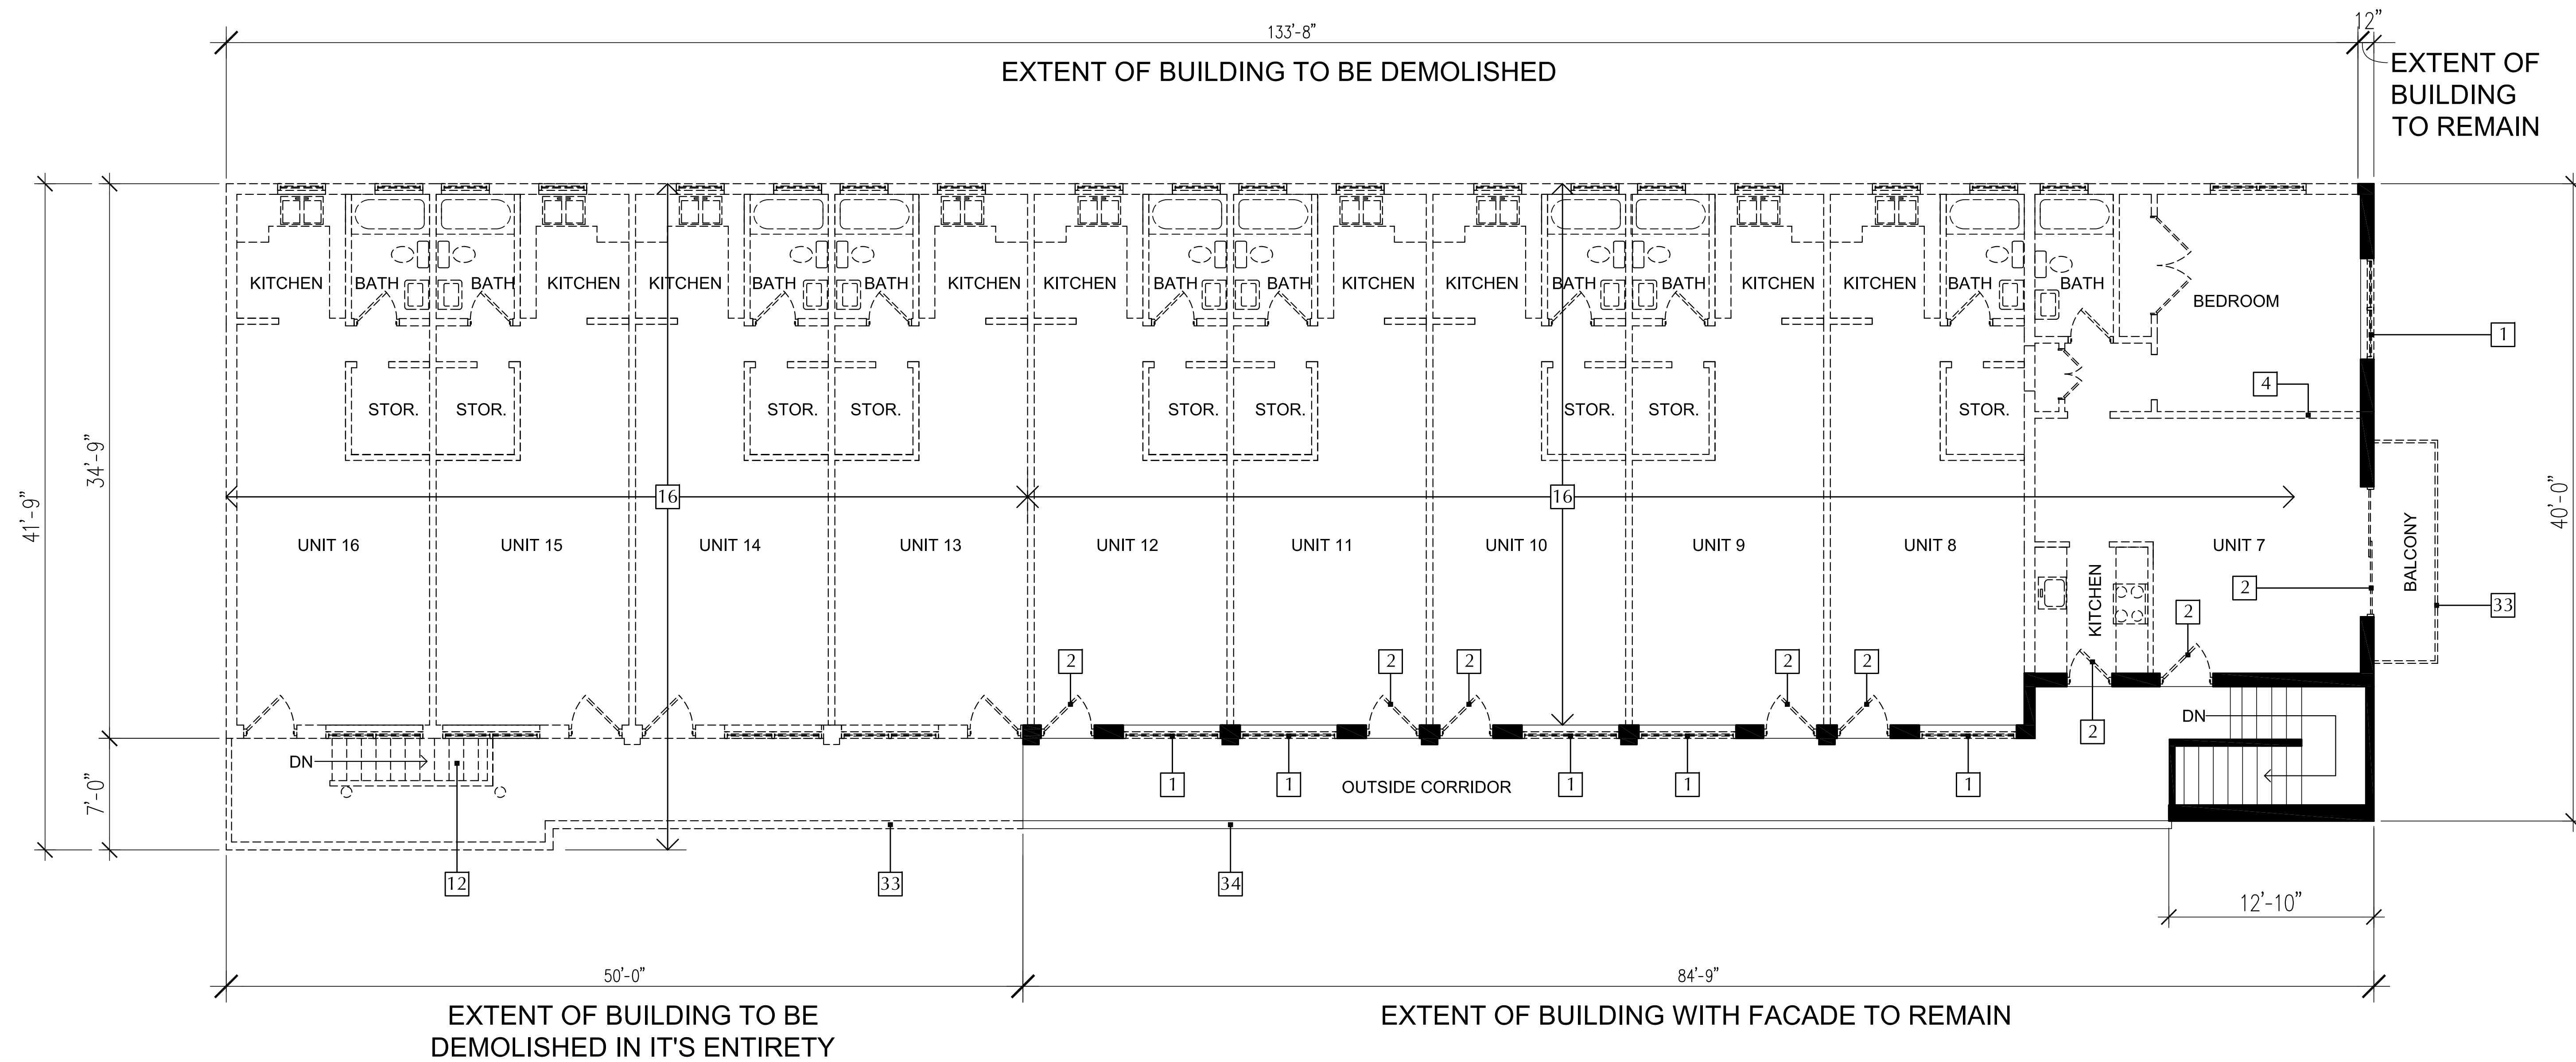 133'-8"
12"
EXTENT OF BUILDING TO BE DEMOLISHED
EXTENT OF
BUILDING
TO REMAIN
KITCHEN BATH BATH KITCHEN KITCHEN BATH BATH KITCHEN KITCHEN BATH BATH KITCHEN KITCHEN BATH BATH KITCHEN KITCHEN BATH BATH
BEDROOM
1
4
STOR. STOR. STOR. STOR. STOR. STOR. STOR. STOR. STOR.
34'-9"
41'-9"
40'-0"
16 16
UNIT 16 UNIT 15 UNIT 14 UNIT 13 UNIT 12 UNIT 11 UNIT 10 UNIT 9 UNIT 8 UNIT 7
BALCONY
KITCHEN
2
2
33
2 2 2 2 2
DN
2
DN
7'-0"
1 1 1 1 1
OUTSIDE CORRIDOR
12 33 34
12'-10"
50'-0"
84'-9"
EXTENT OF BUILDING TO BE
DEMOLISHED IN IT'S ENTIRETY
EXTENT OF BUILDING WITH FACADE TO REMAIN